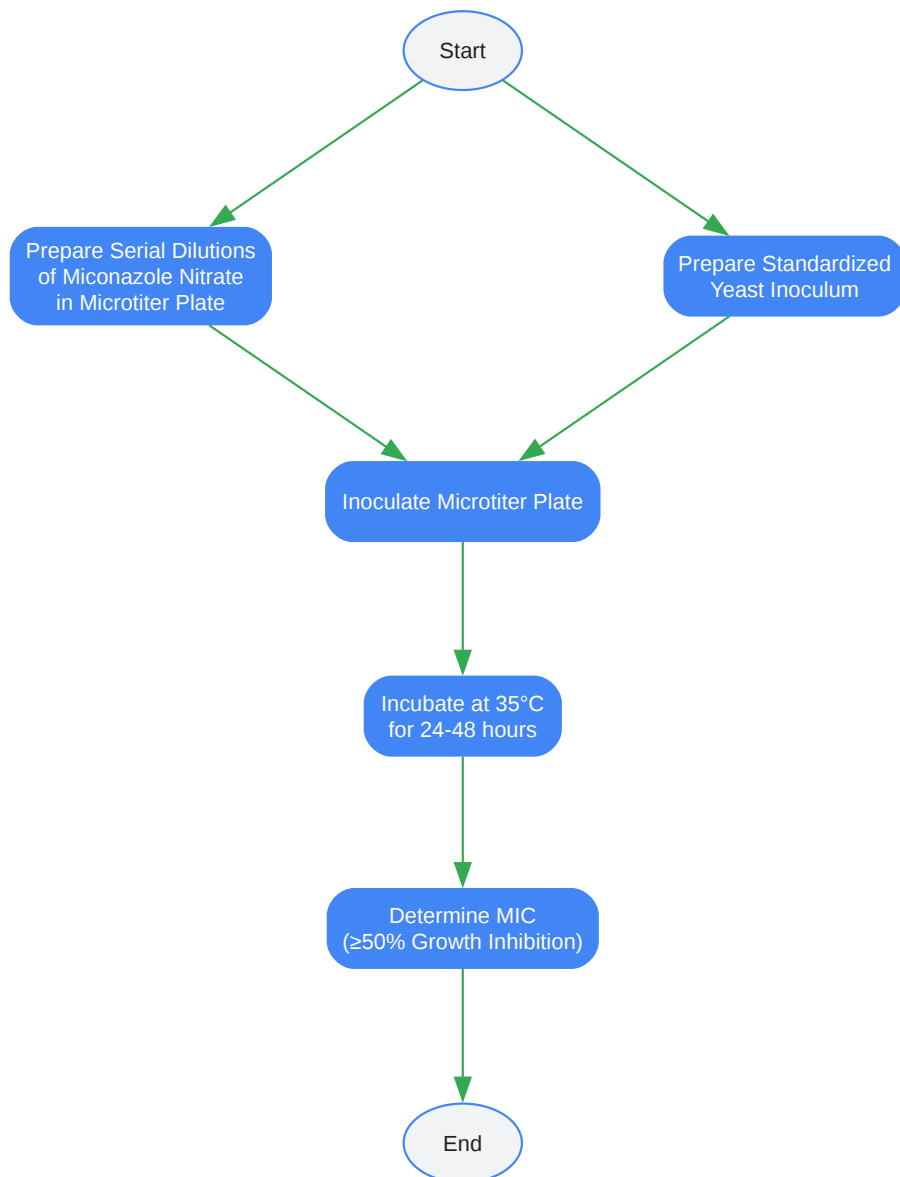 Start
Prepare Serial Dilutions
of Miconazole Nitrate
in Microtiter Plate
Prepare Standardized
Yeast Inoculum
Inoculate Microtiter Plate
Incubate at 35°C
for 24-48 hours
Determine MIC
(≥50% Growth Inhibition)
End